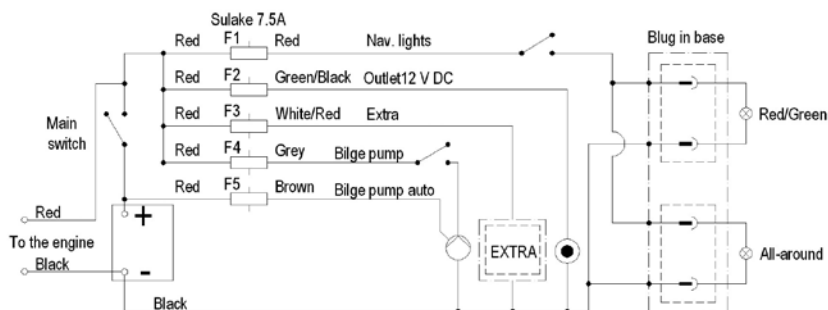 Sulake 7.5A
Red F1 Red Nav. lights
Blug in base
Red F2 Green/Black Outlet12 V DC
Red F3 White/Red Extra
Red/Green
Main
switch
Red F4 Grey Bilge pump
Red F5 Brown Bilge pump auto
Red
+
To the engine
EXTRA
All-around
Black
-
Black